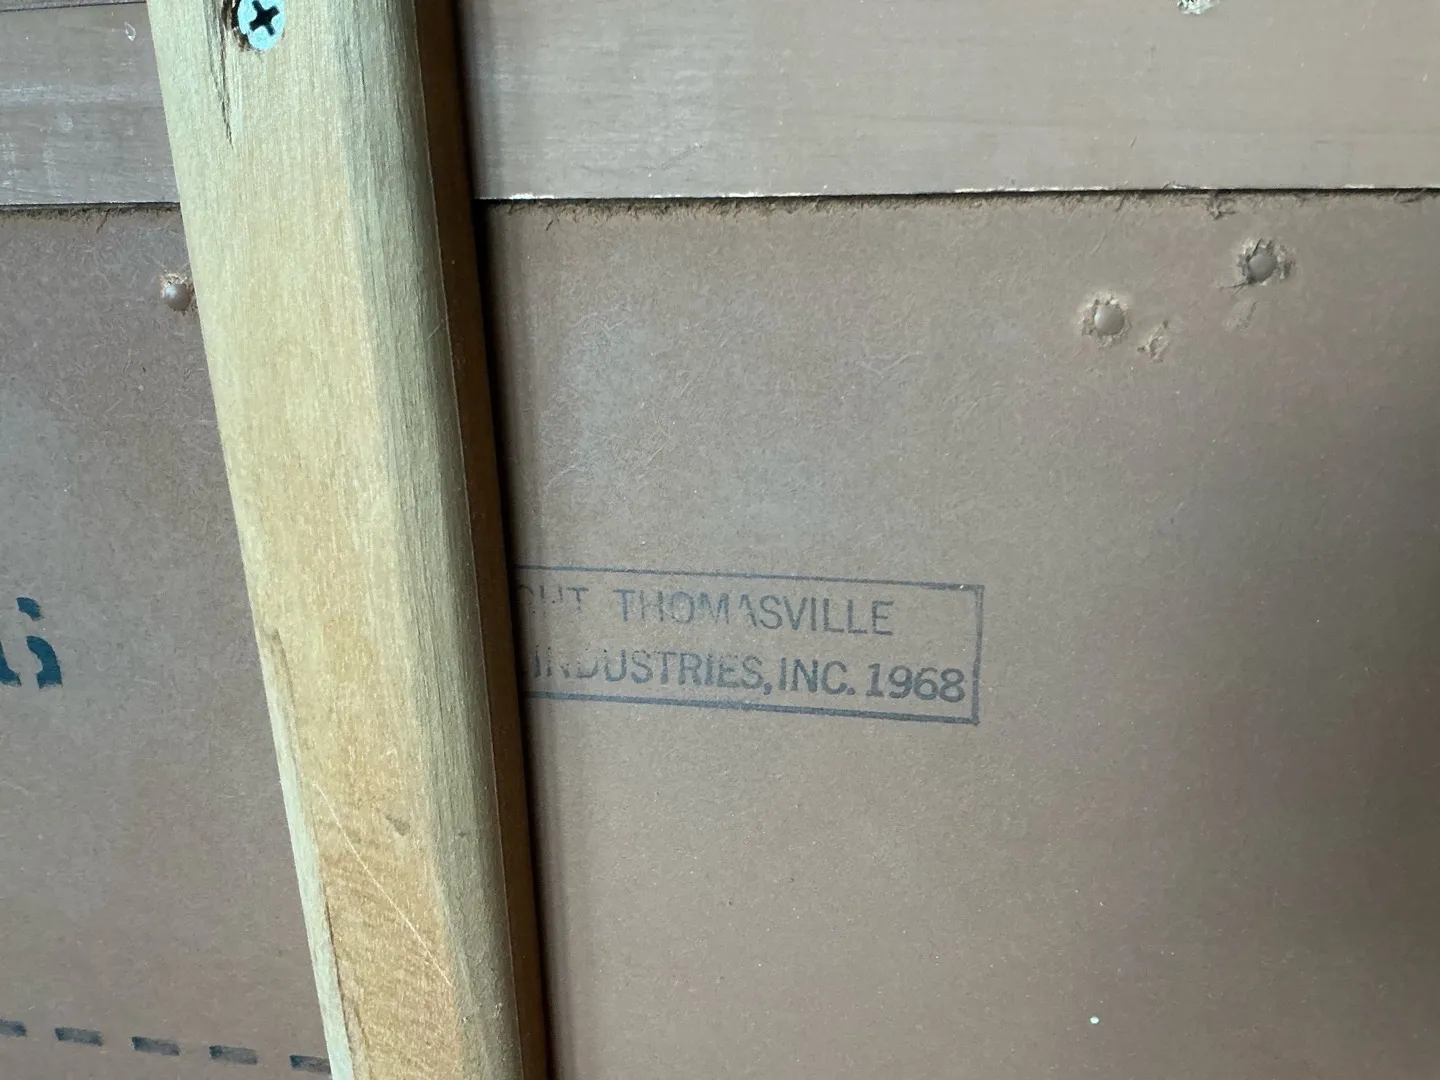 THOMASVILLE
INDUSTRIES, INC. 1968